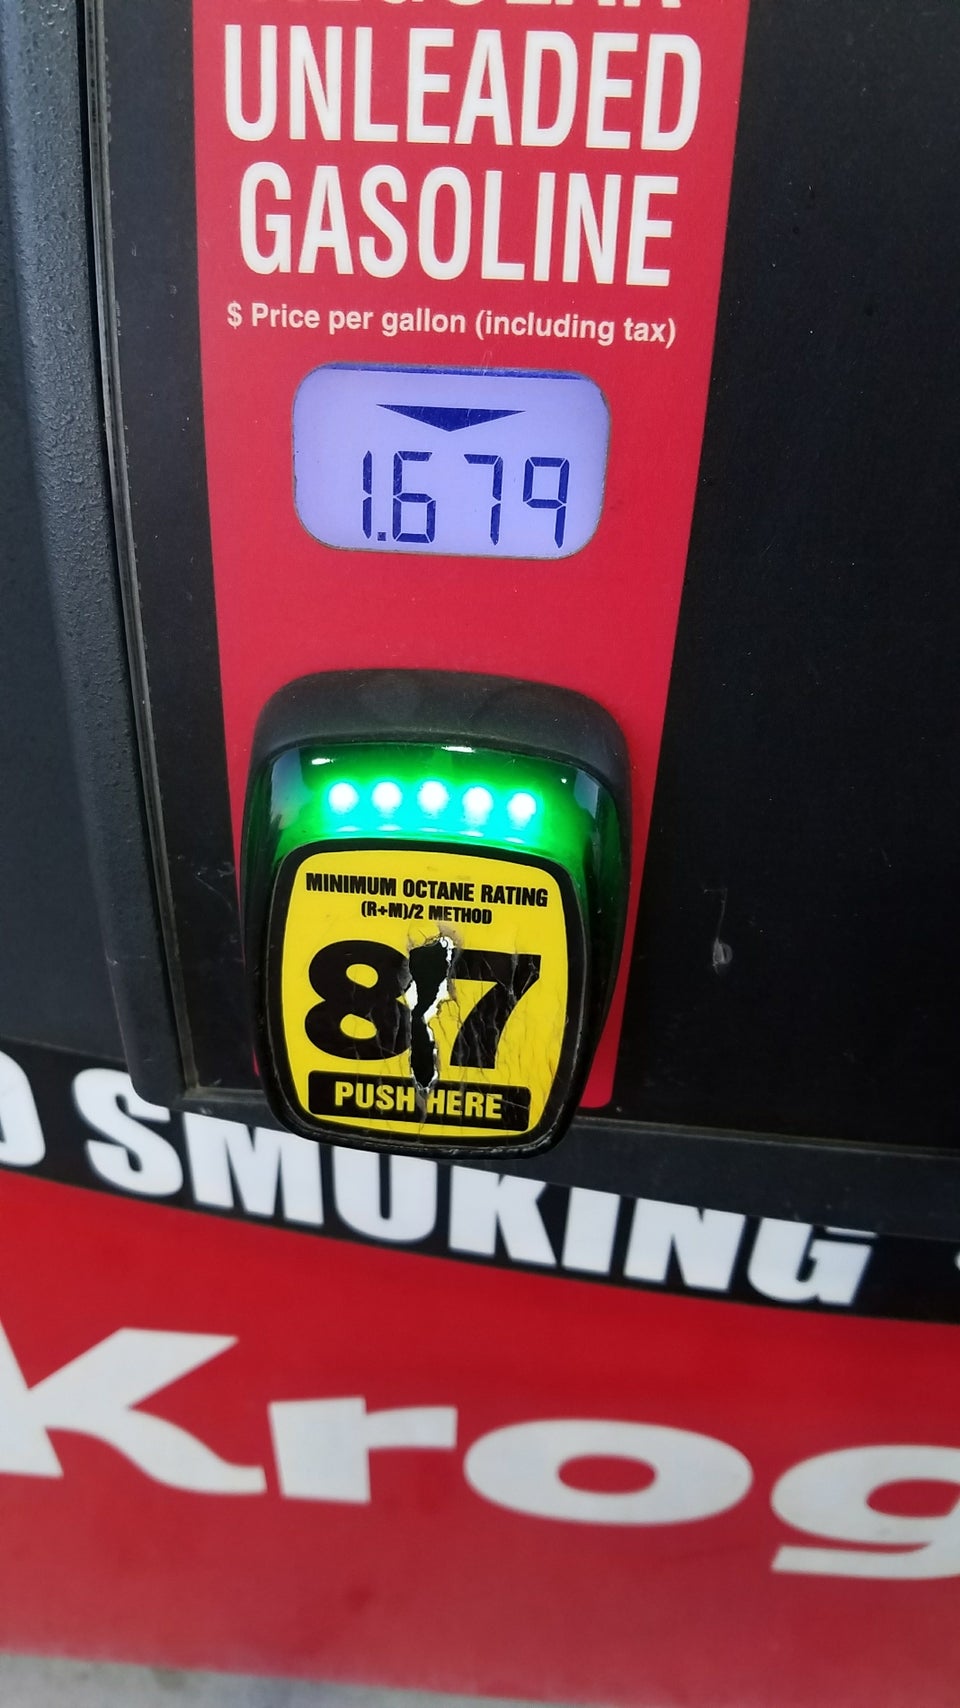 REGULAR
UNLEADED
GASOLINE
$ Price per gallon (including tax)
1.679
MINIMUM OCTANE RATING
(R+M)/2 METHOD
87
PUSH HERE
O SMOKING
Krog